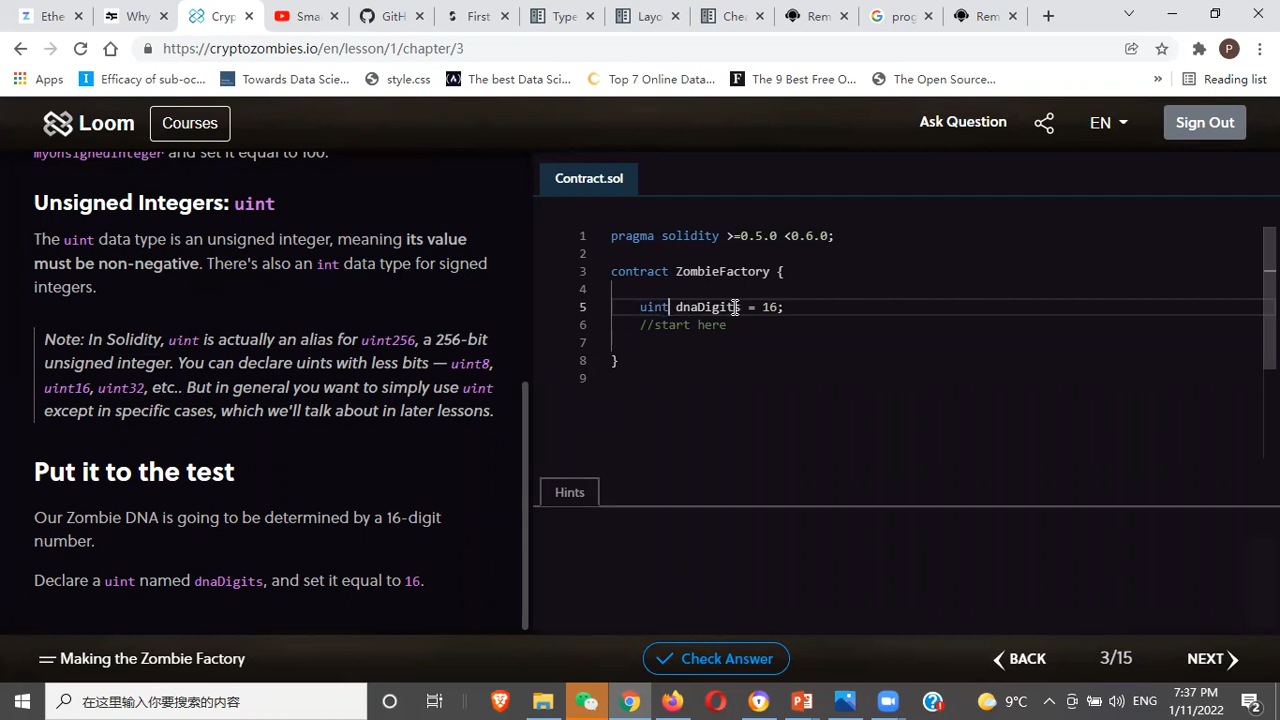 Ethe
Why
Cryp
Sma
GitH
First
Type
Layo
Chea
Rem
prog
Rem
https://cryptozombies.io/en/lesson/1/chapter/3
P
Apps
Efficacy of sub-oc...
Towards Data Scien...
style.css
The best Data Sci...
Top 7 Online Data...
The 9 Best Free O...
The Open Source...
»
Reading list
Loom
Courses
Ask Question
EN
Sign Out
and set it equal to 100.
Contract.sol
Unsigned Integers: uint
The uint data type is an unsigned integer, meaning its value
must be non-negative. There's also an int data type for signed
integers.
Note: In Solidity, uint is actually an alias for uint256, a 256-bit
unsigned integer. You can declare uints with less bits — uint8,
uint16, uint32, etc.. But in general you want to simply use uint
except in specific cases, which we'll talk about in later lessons.
Put it to the test
Our Zombie DNA is going to be determined by a 16-digit
number.
Declare a uint named dnaDigits, and set it equal to 16.
1 pragma solidity >=0.5.0 <0.6.0;
2
3 contract ZombieFactory {
4
5 uint dnaDigits = 16;
6 //start here
7
8 }
9
Hints
Making the Zombie Factory
Check Answer
BACK
3/15
NEXT
在这里输入你要搜索的内容
9°C
ENG
7:37 PM
1/11/2022
2